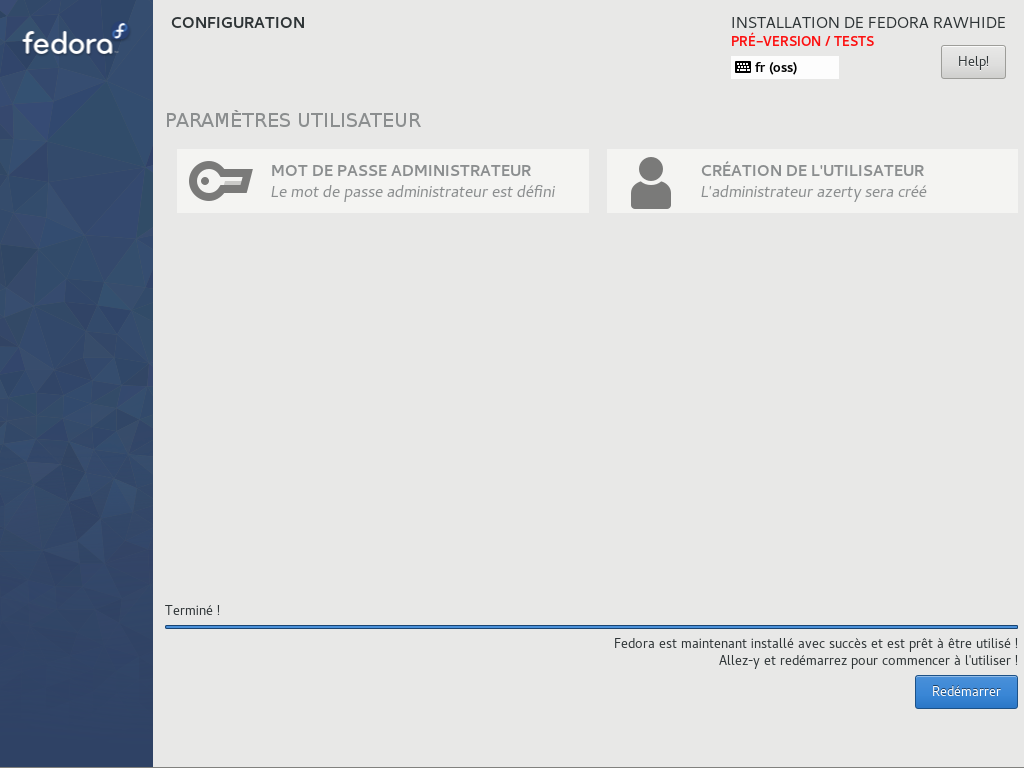 fedora
CONFIGURATION
INSTALLATION DE FEDORA RAWHIDE
PRÉ-VERSION / TESTS
fr (oss)
Help!
PARAMÈTRES UTILISATEUR
MOT DE PASSE ADMINISTRATEUR
Le mot de passe administrateur est défini
CRÉATION DE L'UTILISATEUR
L'administrateur azerty sera créé
Terminé !
Fedora est maintenant installé avec succès et est prêt à être utilisé !
Allez-y et redémarrez pour commencer à l'utiliser !
Redémarrer